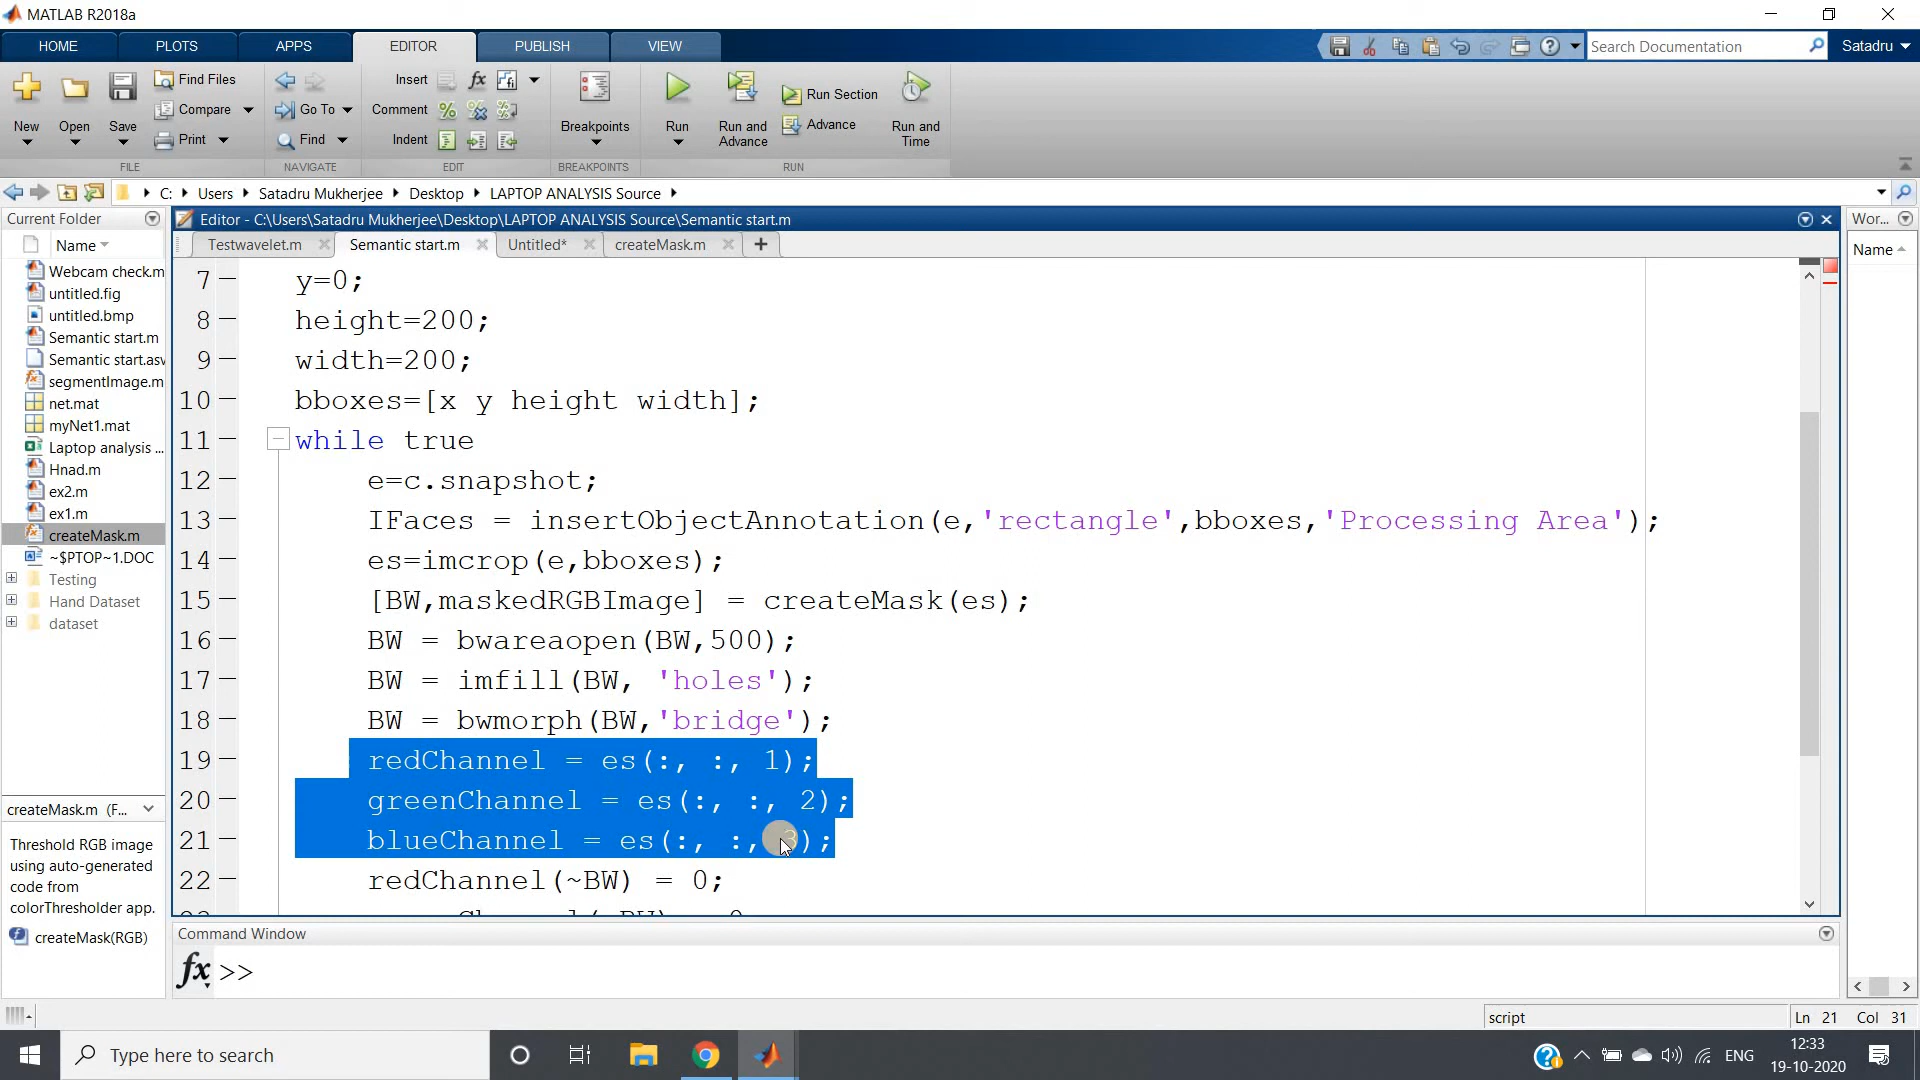 MATLAB R2018a
HOME PLOTS APPS EDITOR PUBLISH VIEW
Search Documentation
Satadru
New
Open
Save
Find Files
Compare
Print
Go To
Find
Insert
Comment
Indent
fx
Breakpoints
Run
Run and Advance
Run Section
Advance
Run and Time
FILE NAVIGATE EDIT BREAKPOINTS RUN
C: Users Satadru Mukherjee Desktop LAPTOP ANALYSIS Source
Current Folder
Name
Webcam check.m
untitled.fig
untitled.bmp
Semantic start.m
Semantic start.asv
segmentImage.m
net.mat
myNet1.mat
Laptop analysis ...
Hnad.m
ex2.m
ex1.m
createMask.m
~$PTOP~1.DOC
Testing
Hand Dataset
dataset
createMask.m (F...
Threshold RGB image
using auto-generated
code from
colorThresholder app.
createMask(RGB)
Editor - C:\Users\Satadru Mukherjee\Desktop\LAPTOP ANALYSIS Source\Semantic start.m
Testwavelet.m Semantic start.m Untitled* createMask.m
7 y=0;
8 height=200;
9 width=200;
10 bboxes=[x y height width];
11 while true
12 e=c.snapshot;
13 IFaces = insertObjectAnnotation(e,'rectangle',bboxes,'Processing Area');
14 es=imcrop(e,bboxes);
15 [BW,maskedRGBImage] = createMask(es);
16 BW = bwareaopen(BW,500);
17 BW = imfill(BW, 'holes');
18 BW = bwmorph(BW,'bridge');
19 redChannel = es(:, :, 1);
20 greenChannel = es(:, :, 2);
21 blueChannel = es(:, :, 3);
22 redChannel(~BW) = 0;
Wor...
Name
Command Window
fx >>
script
Ln 21 Col 31
Type here to search
ENG
12:33
19-10-2020